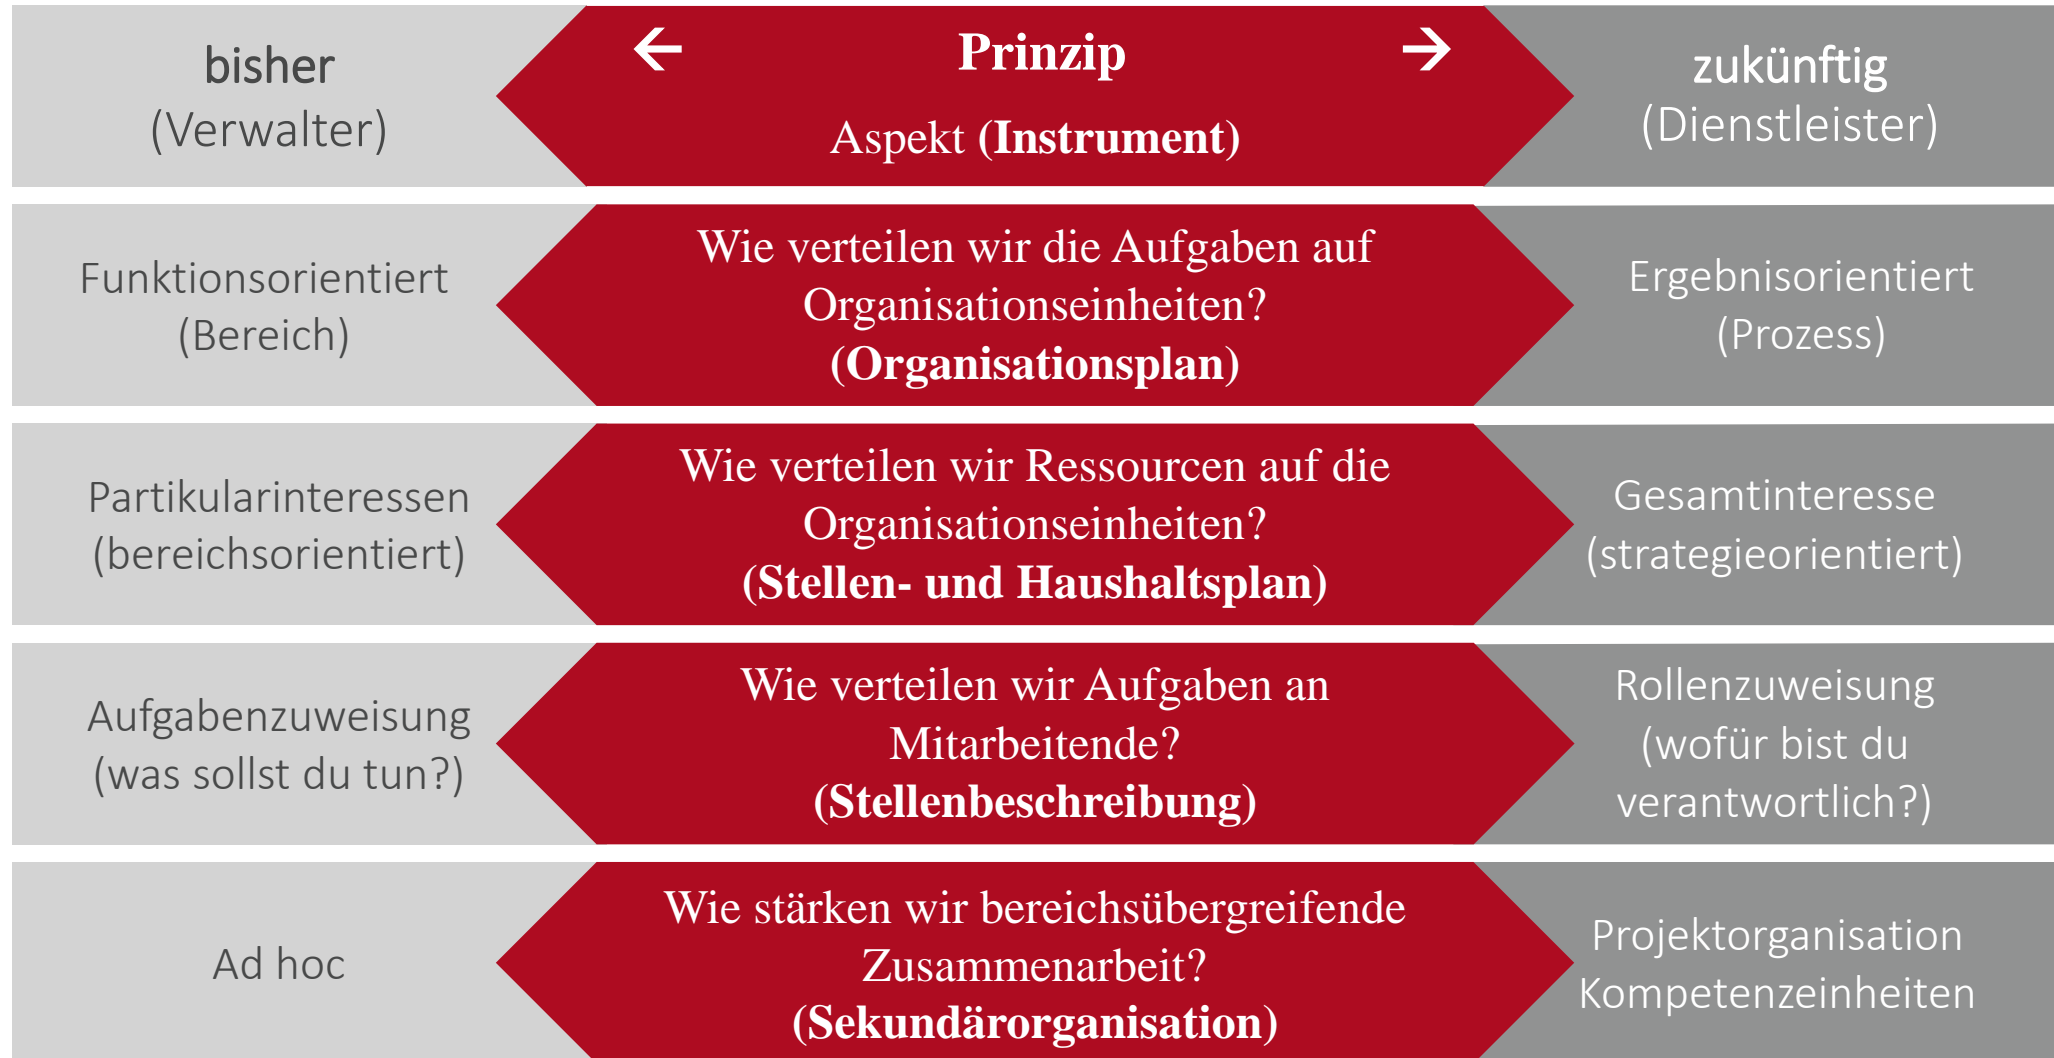 bisher
(Verwalter)
← Prinzip →
Aspekt (Instrument)
zukünftig
(Dienstleister)
Funktionsorientiert
(Bereich)
Wie verteilen wir die Aufgaben auf
Organisationseinheiten?
(Organisationsplan)
Ergebnisorientiert
(Prozess)
Partikularinteressen
(bereichsorientiert)
Wie verteilen wir Ressourcen auf die
Organisationseinheiten?
(Stellen- und Haushaltsplan)
Gesamtinteresse
(strategieorientiert)
Aufgabenzuweisung
(was sollst du tun?)
Wie verteilen wir Aufgaben an
Mitarbeitende?
(Stellenbeschreibung)
Rollenzuweisung
(wofür bist du
verantwortlich?)
Ad hoc
Wie stärken wir bereichsübergreifende
Zusammenarbeit?
(Sekundärorganisation)
Projektorganisation
Kompetenzeinheiten